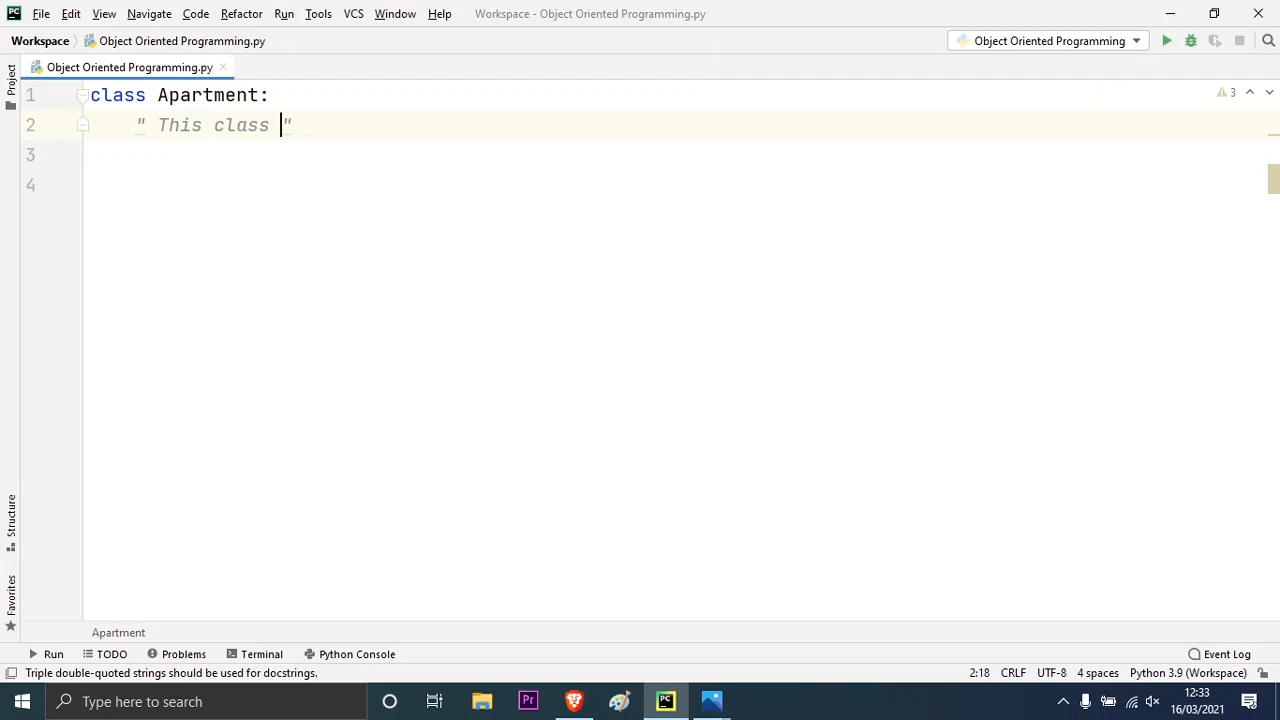 PC File Edit View Navigate Code Refactor Run Tools VCS Window Help Workspace - Object Oriented Programming.py
Workspace Object Oriented Programming.py Object Oriented Programming
Object Oriented Programming.py
Project
1 class Apartment: 3
2 " This class "
3
4
Structure
Favorites
Apartment
Run TODO Problems Terminal Python Console Event Log
Triple double-quoted strings should be used for docstrings. 2:18 CRLF UTF-8 4 spaces Python 3.9 (Workspace)
Type here to search Pr PC 12:33
16/03/2021